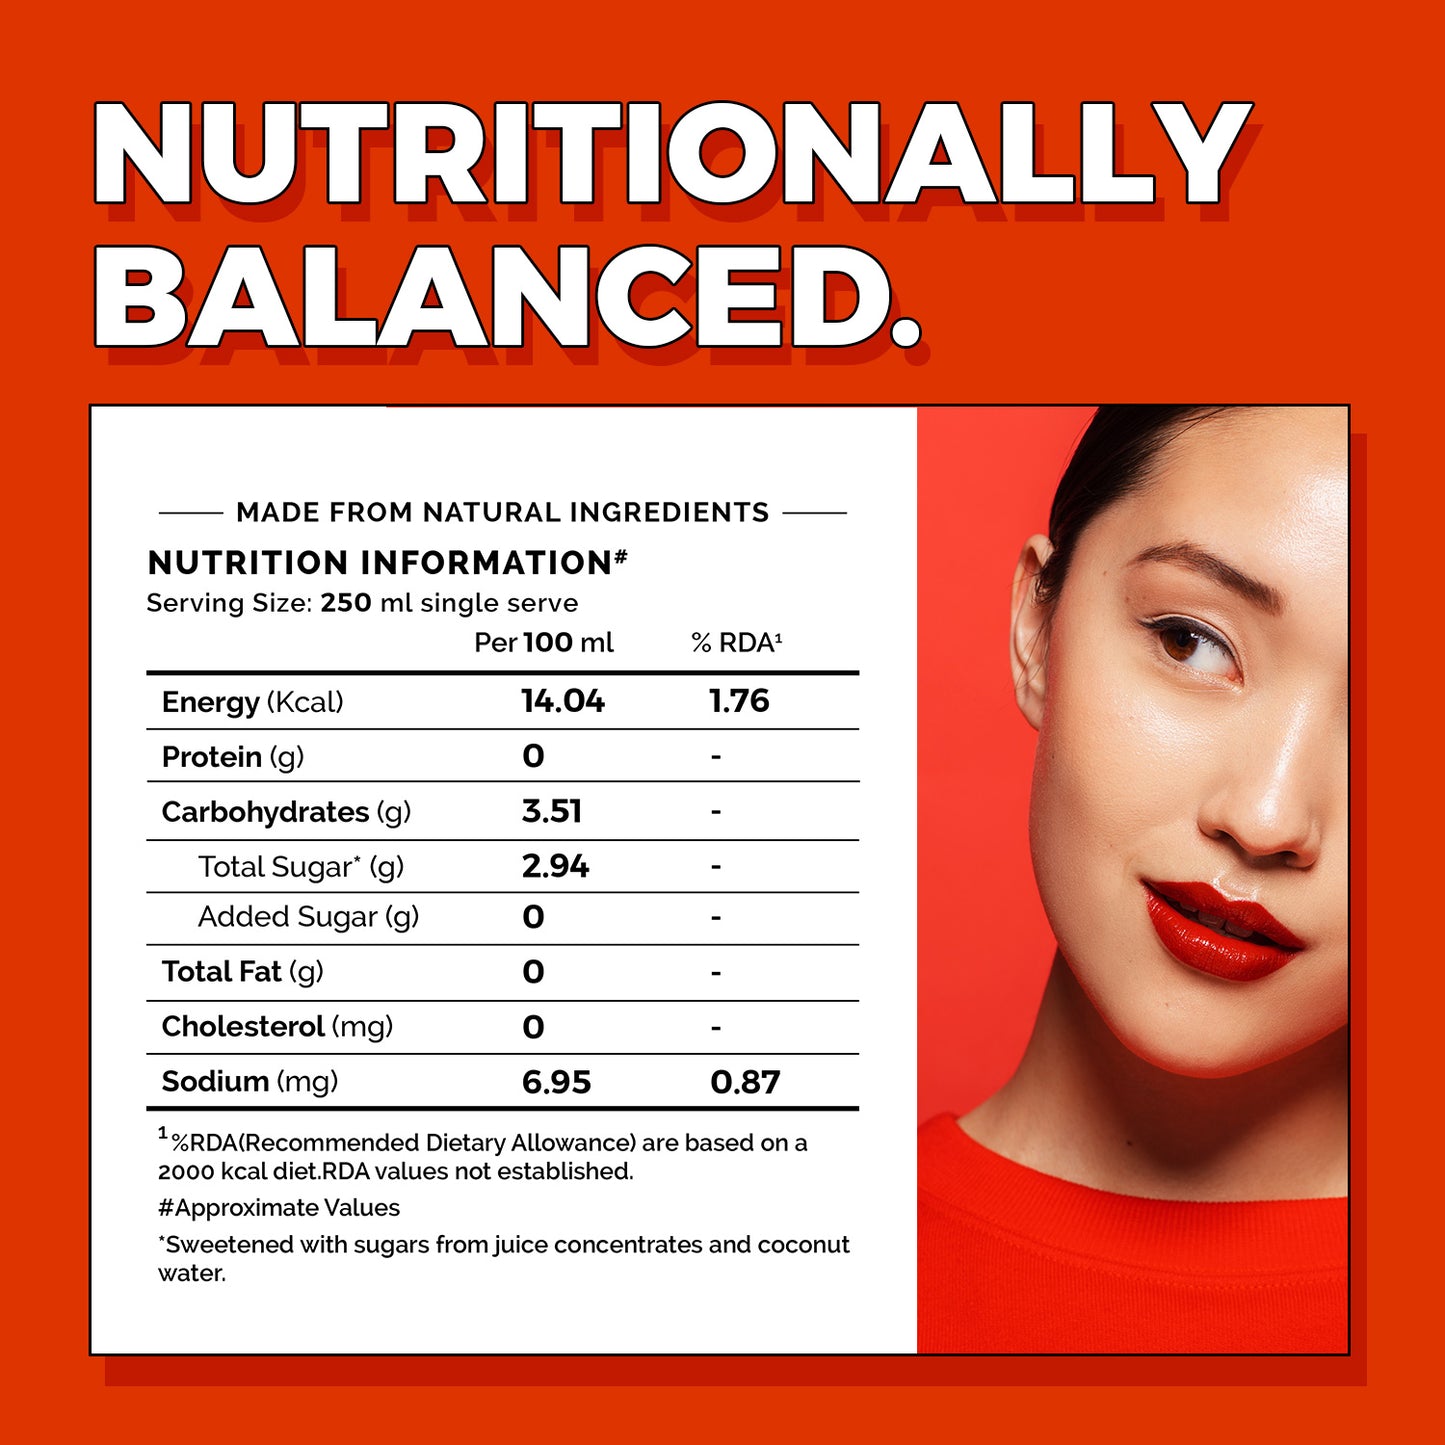 NUTRITIONALLY
BALANCED.
MADE FROM NATURAL INGREDIENTS
NUTRITION INFORMATION#
Serving Size: 250 ml single serve
Per 100 ml % RDA¹
Energy (Kcal) 14.04 1.76
Protein (g) 0 -
Carbohydrates (g) 3.51 -
Total Sugar* (g) 2.94 -
Added Sugar (g) 0 -
Total Fat (g) 0 -
Cholesterol (mg) 0 -
Sodium (mg) 6.95 0.87
¹%RDA(Recommended Dietary Allowance) are based on a
2000 kcal diet.RDA values not established.
#Approximate Values
*Sweetened with sugars from juice concentrates and coconut
water.